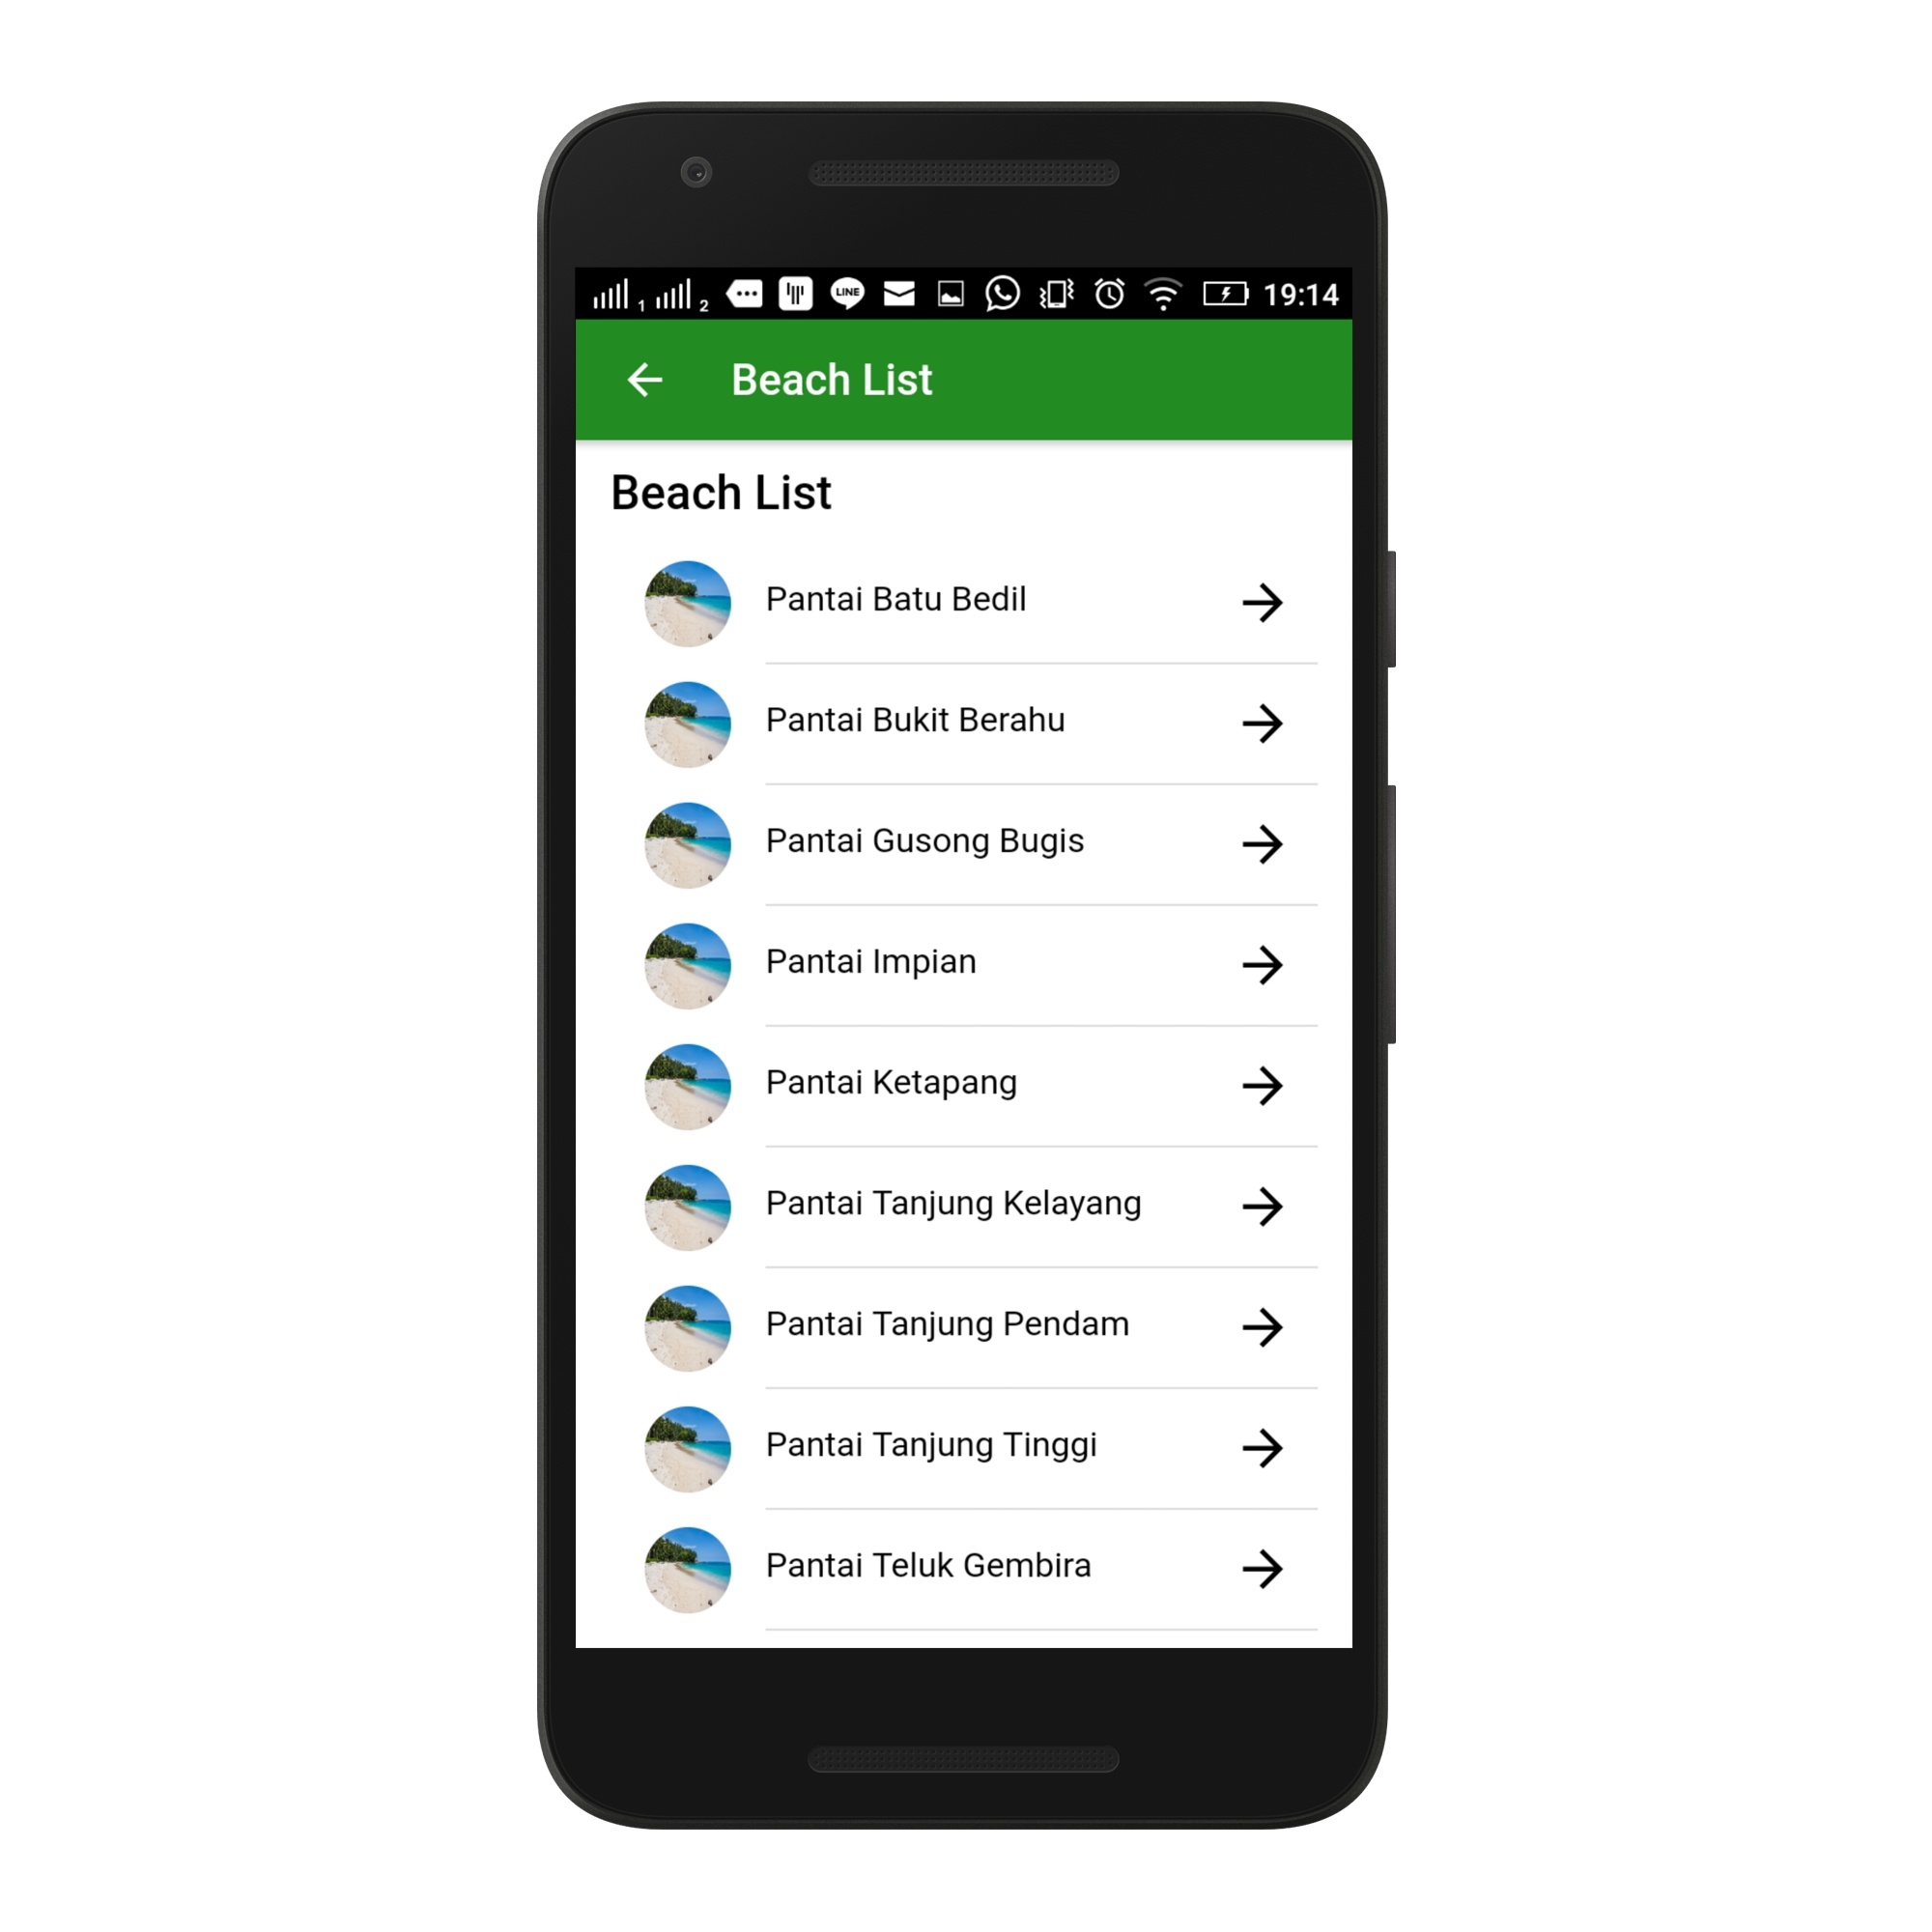 1 2 LINE 19:14
Beach List
Beach List
Pantai Batu Bedil
Pantai Bukit Berahu
Pantai Gusong Bugis
Pantai Impian
Pantai Ketapang
Pantai Tanjung Kelayang
Pantai Tanjung Pendam
Pantai Tanjung Tinggi
Pantai Teluk Gembira